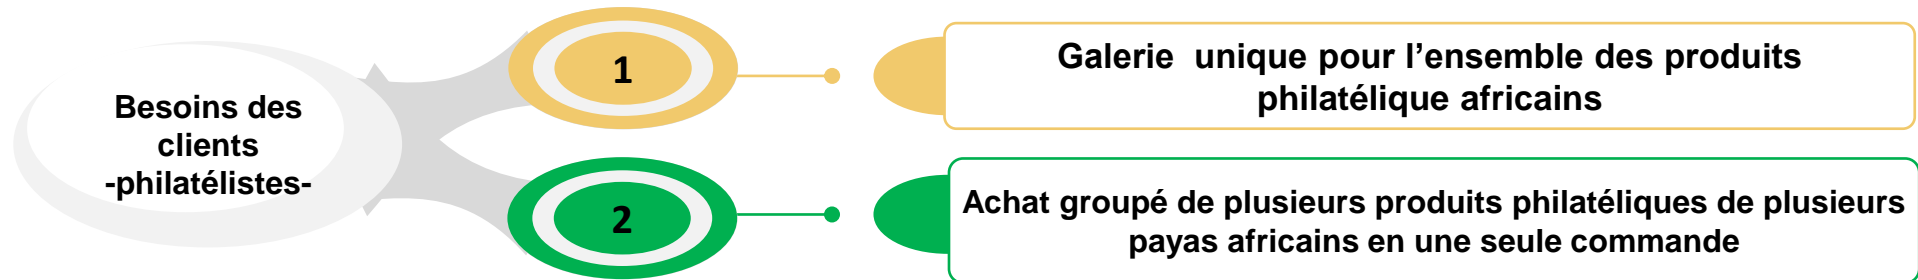 Besoins des
clients
-philatélistes-
1
Galerie unique pour l’ensemble des produits
philatélique africains
2
Achat groupé de plusieurs produits philatéliques de plusieurs
payas africains en une seule commande